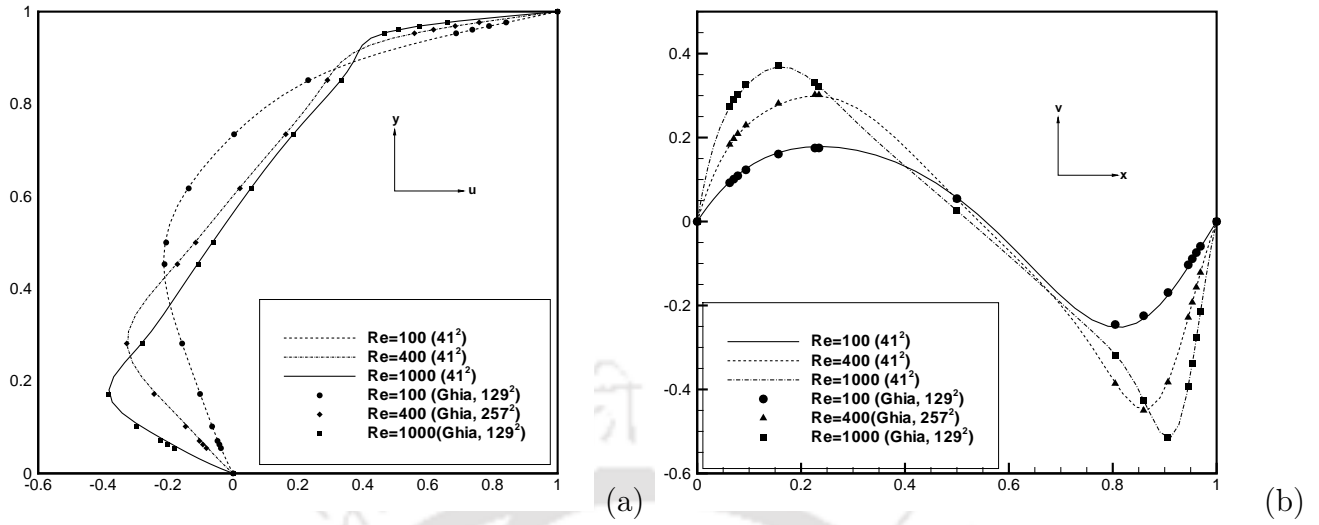 1
0.8
0.6
0.4
0.2
0
-0.6 -0.4 -0.2 0 0.2 0.4 0.6 0.8 1
y
u
Re=100 (41²)
Re=400 (41²)
Re=1000 (41²)
Re=100 (Ghia, 129²)
Re=400 (Ghia, 257²)
Re=1000(Ghia, 129²)
(a)
0.4
0.2
0
-0.2
-0.4
-0.6
0 0.2 0.4 0.6 0.8 1
v
x
Re=100 (41²)
Re=400 (41²)
Re=1000 (41²)
Re=100 (Ghia, 129²)
Re=400(Ghia, 257²)
Re=1000 (Ghia, 129²)
(b)